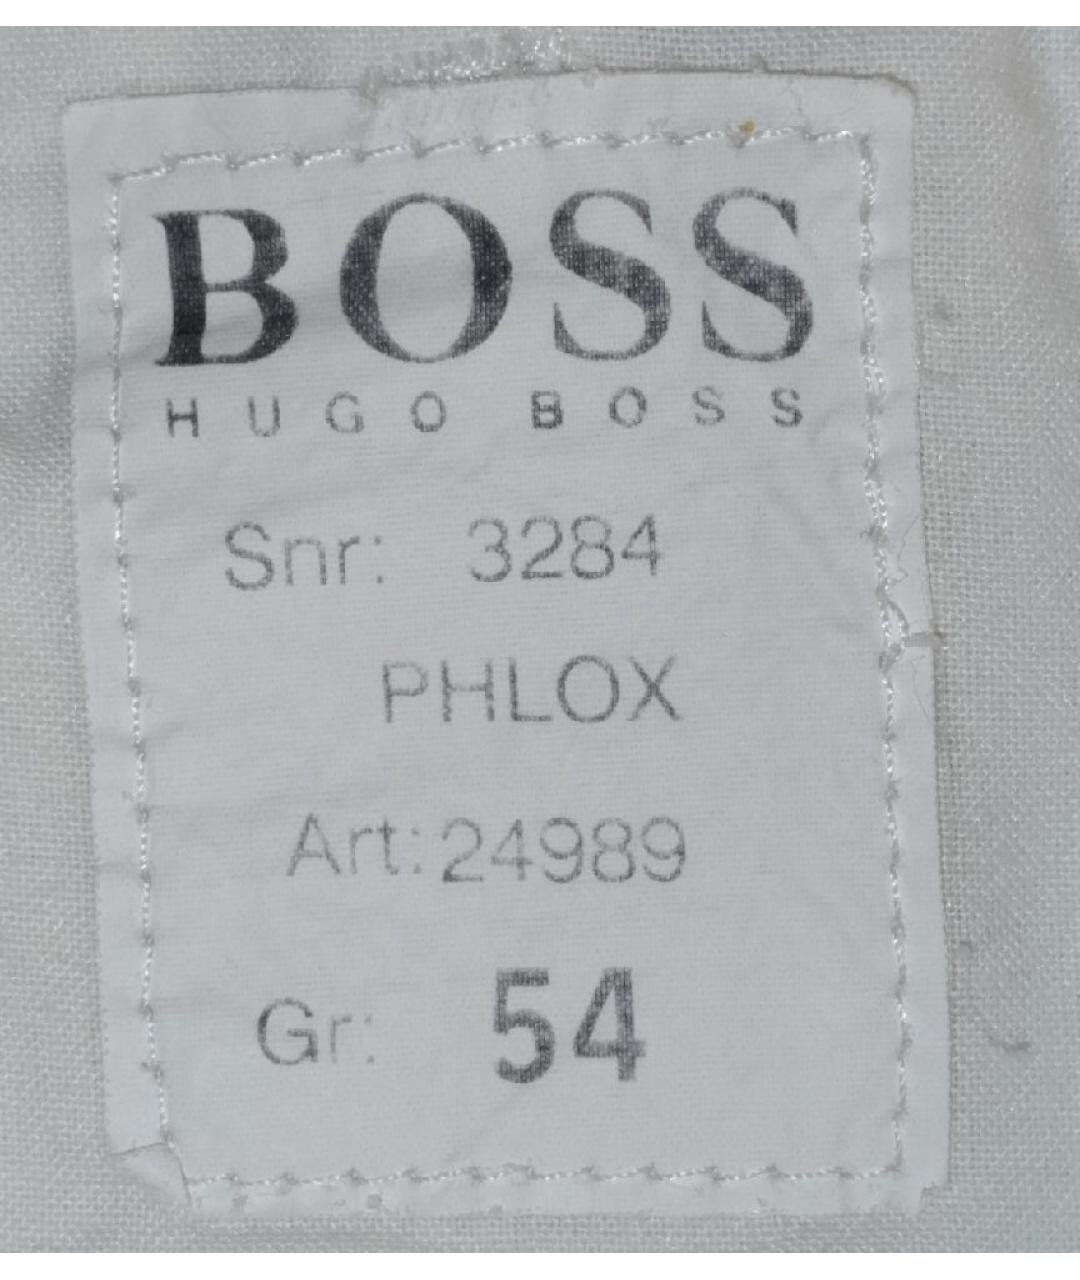 BOSS
HUGO BOSS
Snr: 3284
PHLOX
Art: 24989
Gr: 54